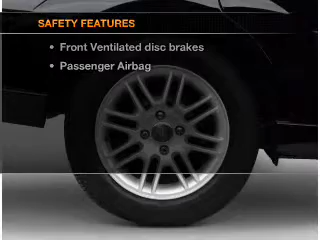 SAFETY FEATURES
• Front Ventilated disc brakes
• Passenger Airbag